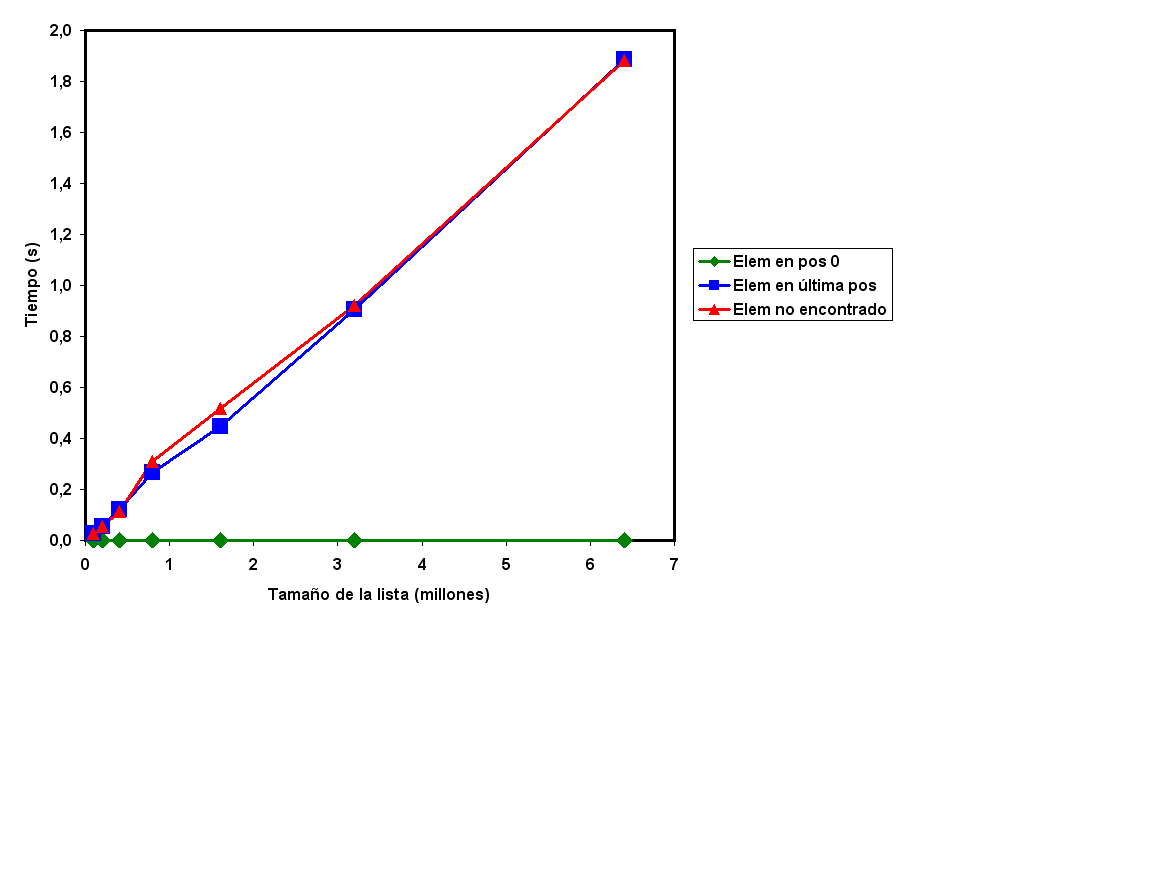 2,0
1,8
1,6
1,4
1,2
1,0
0,8
0,6
0,4
0,2
0,0
Tiempo (s)
0 1 2 3 4 5 6 7
Tamaño de la lista (millones)
Elem en pos 0
Elem en última pos
Elem no encontrado